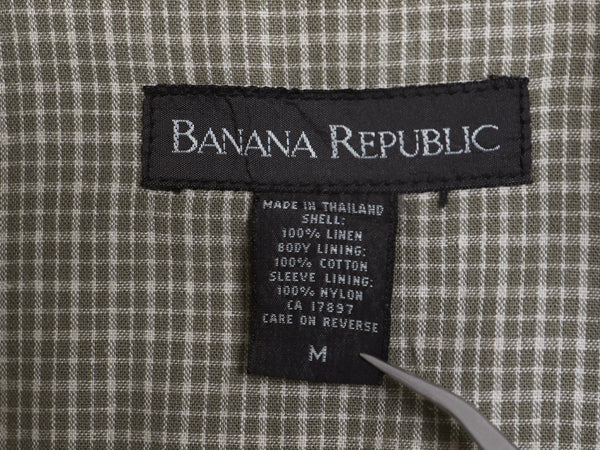 BANANA REPUBLIC
MADE IN THAILAND
SHELL:
100% LINEN
BODY LINING:
100% COTTON
SLEEVE LINING:
100% NYLON
CA 17897
CARE ON REVERSE
M